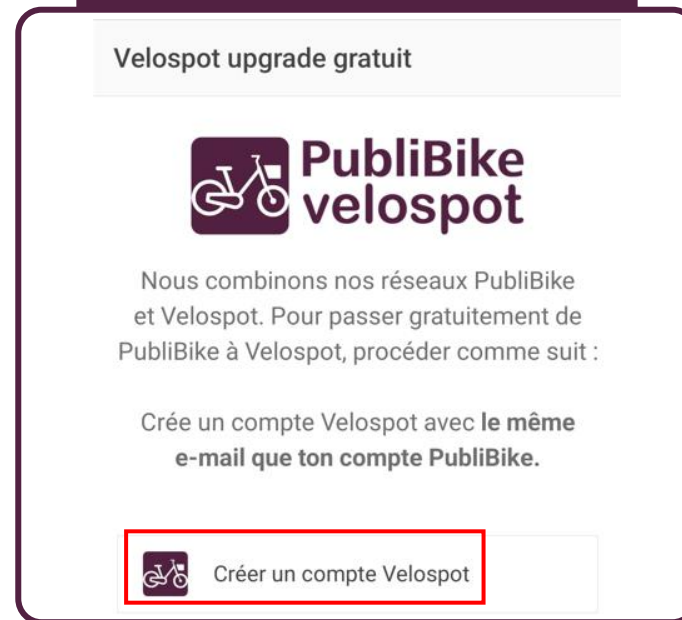 Velospot upgrade gratuit
PubliBike
velospot
Nous combinons nos réseaux PubliBike
et Velospot. Pour passer gratuitement de
PubliBike à Velospot, procéder comme suit :
Crée un compte Velospot avec le même
e-mail que ton compte PubliBike.
Créer un compte Velospot